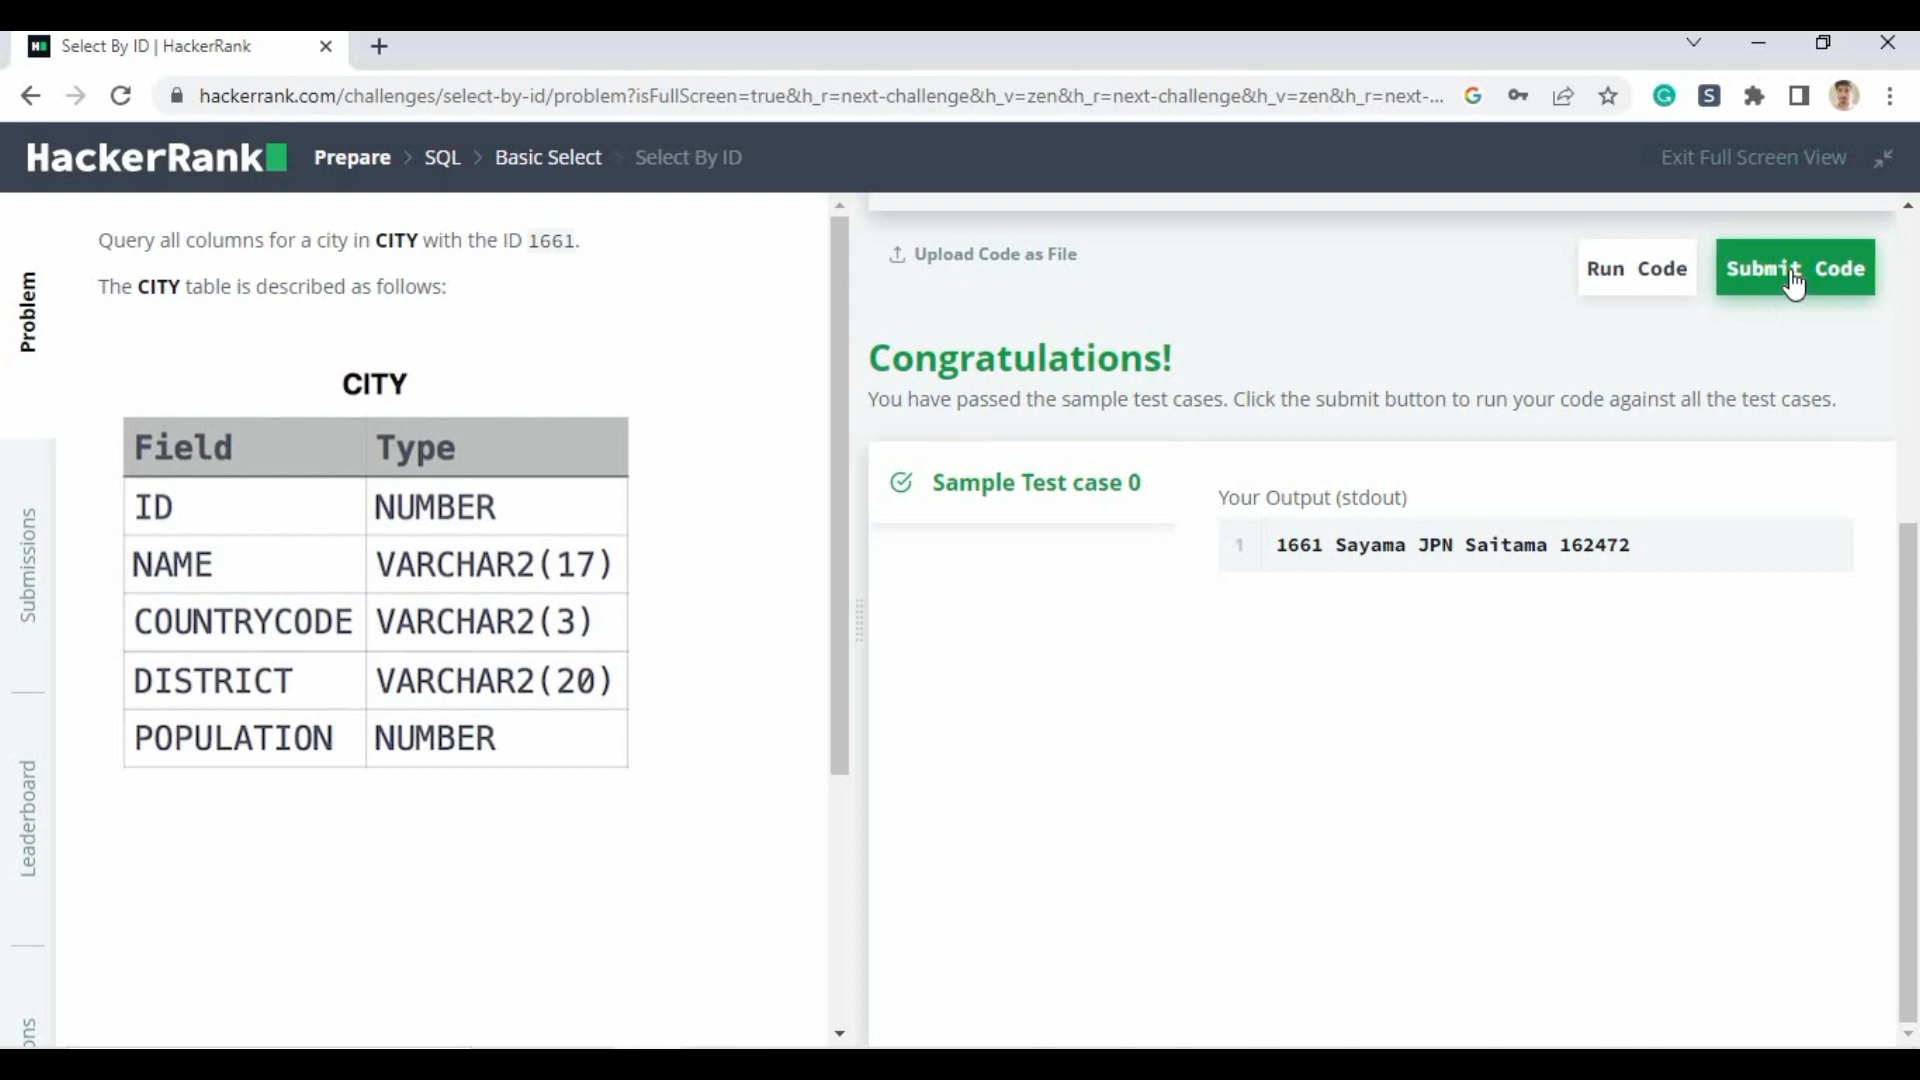 Select By ID | HackerRank
hackerrank.com/challenges/select-by-id/problem?isFullScreen=true&h_r=next-challenge&h_v=zen&h_r=next-challenge&h_v=zen&h_r=next-...
HackerRank Prepare > SQL > Basic Select > Select By ID Exit Full Screen View
Problem
Submissions
Leaderboard
ons
Query all columns for a city in CITY with the ID 1661.
The CITY table is described as follows:
CITY
Field Type
ID NUMBER
NAME VARCHAR2(17)
COUNTRYCODE VARCHAR2(3)
DISTRICT VARCHAR2(20)
POPULATION NUMBER
Upload Code as File
Run Code Submit Code
Congratulations!
You have passed the sample test cases. Click the submit button to run your code against all the test cases.
Sample Test case 0
Your Output (stdout)
1 1661 Sayama JPN Saitama 162472